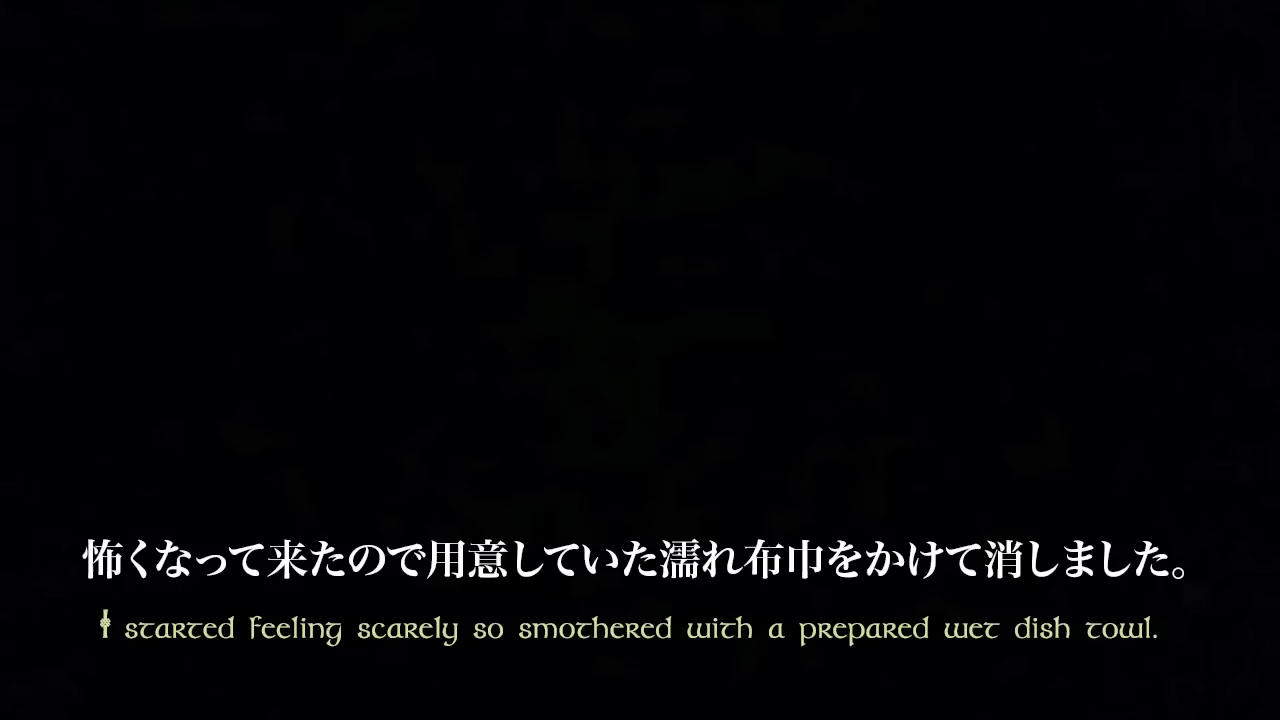 怖くなって来たので用意していた濡れ布巾をかけて消しました。
I started feeling scarely so smothered with a prepared wet dish towl.